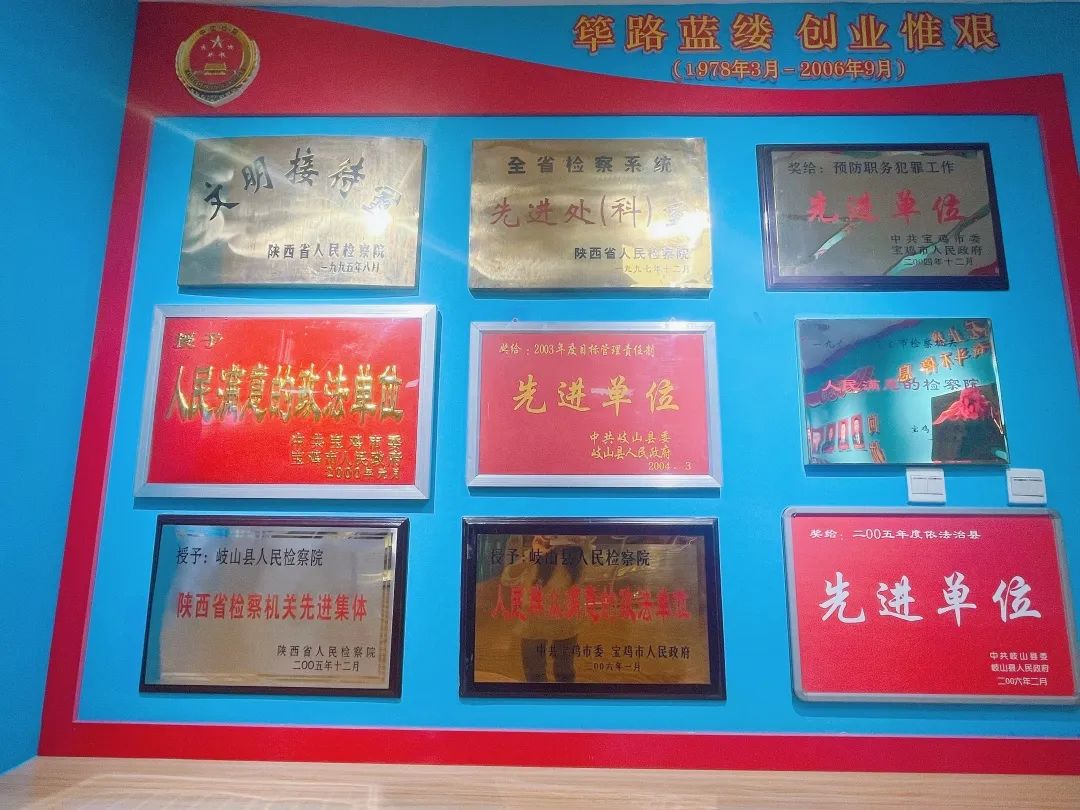 筚路蓝缕 创业惟艰
(1978年3月-2006年9月)
文明接待室
陕西省人民检察院
一九九五年八月
全省检察系统
先进处(科)室
陕西省人民检察院
一九九七年十二月
奖给：预防职务犯罪工作
先进单位
中共宝鸡市委
宝鸡市人民政府
二00四年十二月
授予
人民满意的政法单位
中共宝鸡市委
宝鸡市人民政府
2000年元月
奖给：2003年度目标管理责任制
先进单位
中共岐山县委
岐山县人民政府
2004.3
人民满意的检察院
授予：岐山县人民检察院
陕西省检察机关先进集体
陕西省人民检察院
二00五年十二月
授予：岐山县人民检察院
人民群众满意的政法单位
中共宝鸡市委 宝鸡市人民政府
二00六年一月
奖给：二00五年度依法治县
先进单位
中共岐山县委
岐山县人民政府
二00六年二月